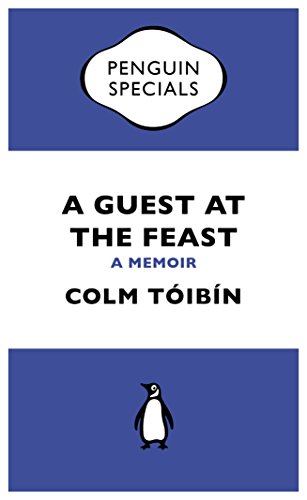 PENGUIN
SPECIALS
A GUEST AT
THE FEAST
A MEMOIR
COLM TÓIBÍN